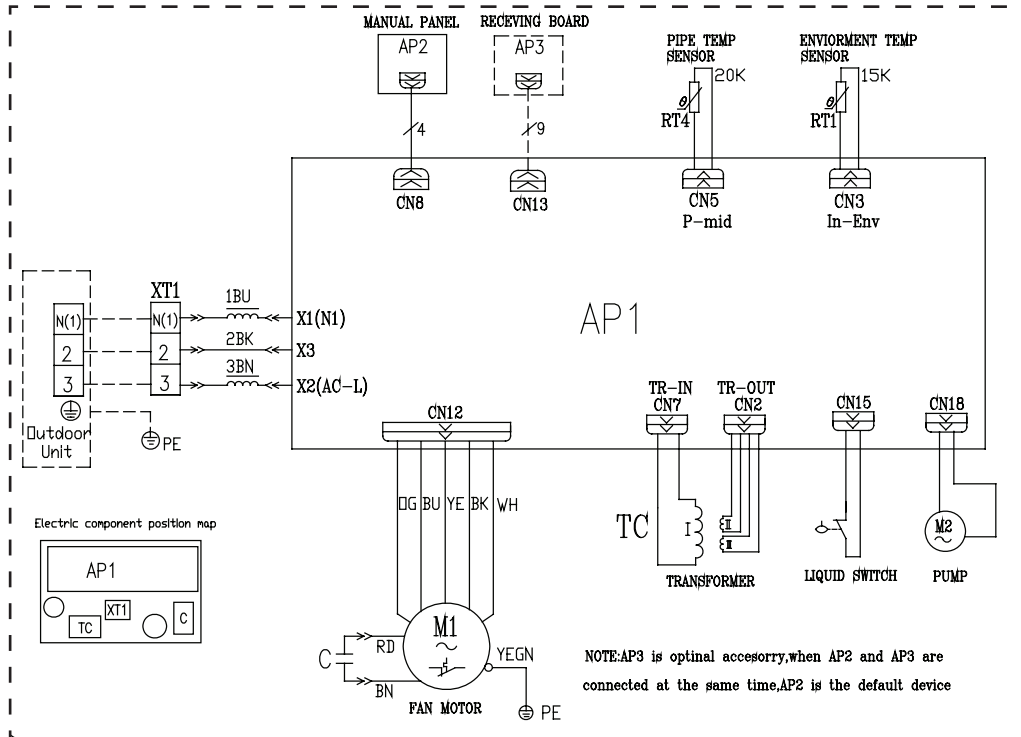 MANUAL PANEL
RECEVING BOARD
AP2
AP3
PIPE TEMP
SENSOR
ENVIORMENT TEMP
SENSOR
20K
15K
θ
RT4
θ
RT1
4
9
CN8
CN13
CN5
P-mid
CN3
In-Env
AP1
XT1
N(1)
2
3
Outdoor
Unit
N(1)
2
3
PE
1BU
2BK
3BN
X1(N1)
X3
X2(AC-L)
CN12
TR-IN
CN7
TR-OUT
CN2
CN15
CN18
OG BU YE BK WH
TC
I
II
II
TRANSFORMER
LIQUID SWITCH
M2
PUMP
Electric component position map
AP1
XT1
TC
C
M1
C
RD
BN
YEGN
PE
FAN MOTOR
NOTE:AP3 is optinal accesorry,when AP2 and AP3 are
connected at the same time,AP2 is the default device